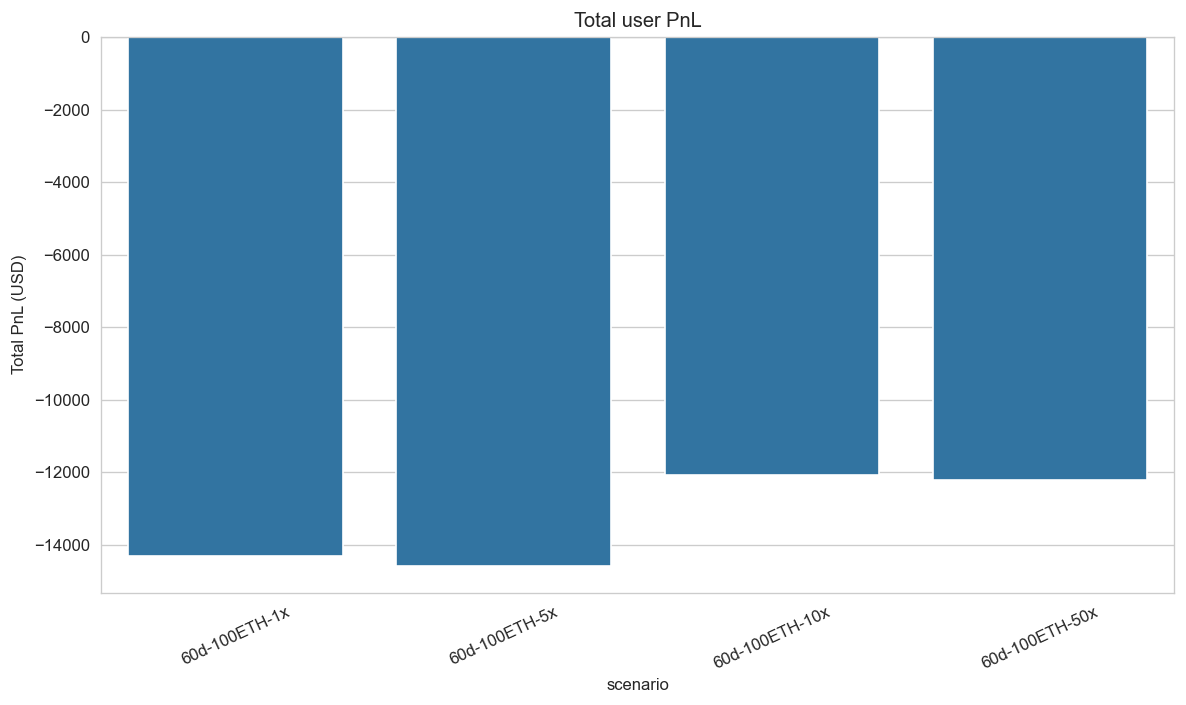 Total user PnL
0
−2000
−4000
−6000
−8000
−10000
−12000
−14000
Total PnL (USD)
60d-100ETH-1x
60d-100ETH-5x
60d-100ETH-10x
60d-100ETH-50x
scenario